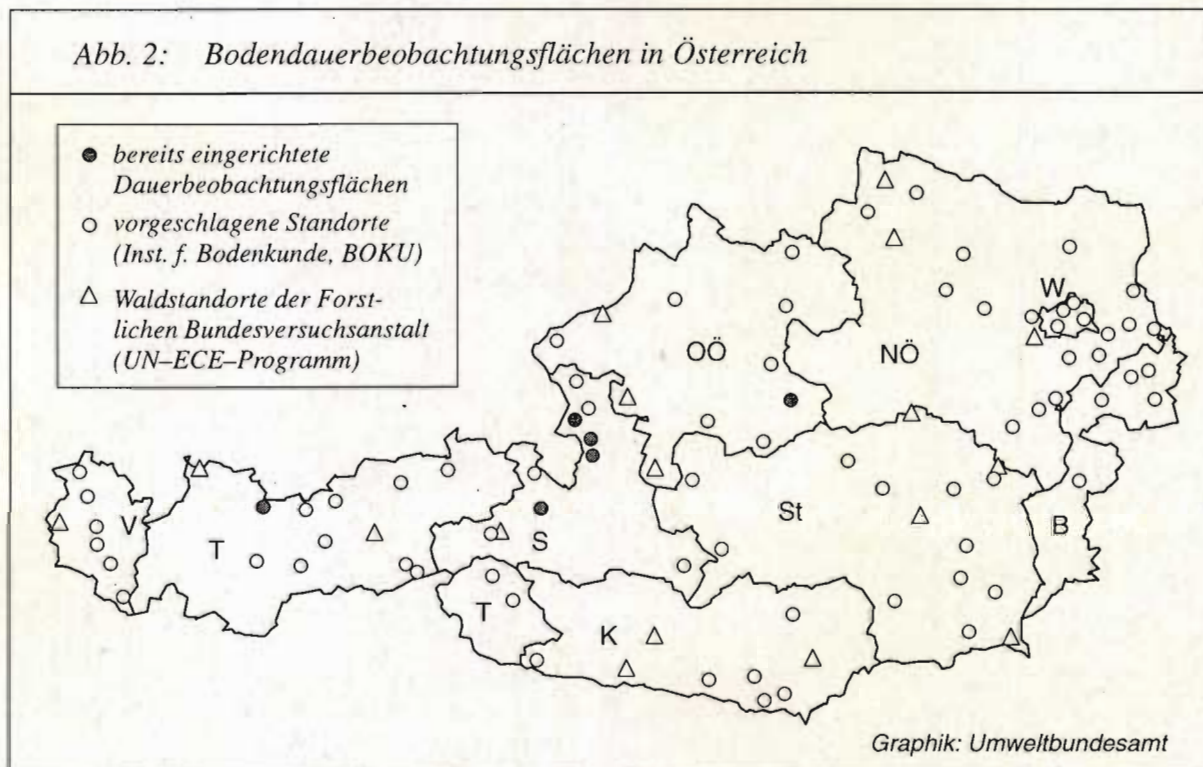 Abb. 2: Bodendauerbeobachtungsflächen in Österreich
bereits eingerichtete
Dauerbeobachtungsflächen
vorgeschlagene Standorte
(Inst. f. Bodenkunde, BOKU)
Waldstandorte der Forst-
lichen Bundesversuchsanstalt
(UN–ECE–Programm)
W
OÖ
NÖ
V
T
S
St
B
T
K
Graphik: Umweltbundesamt